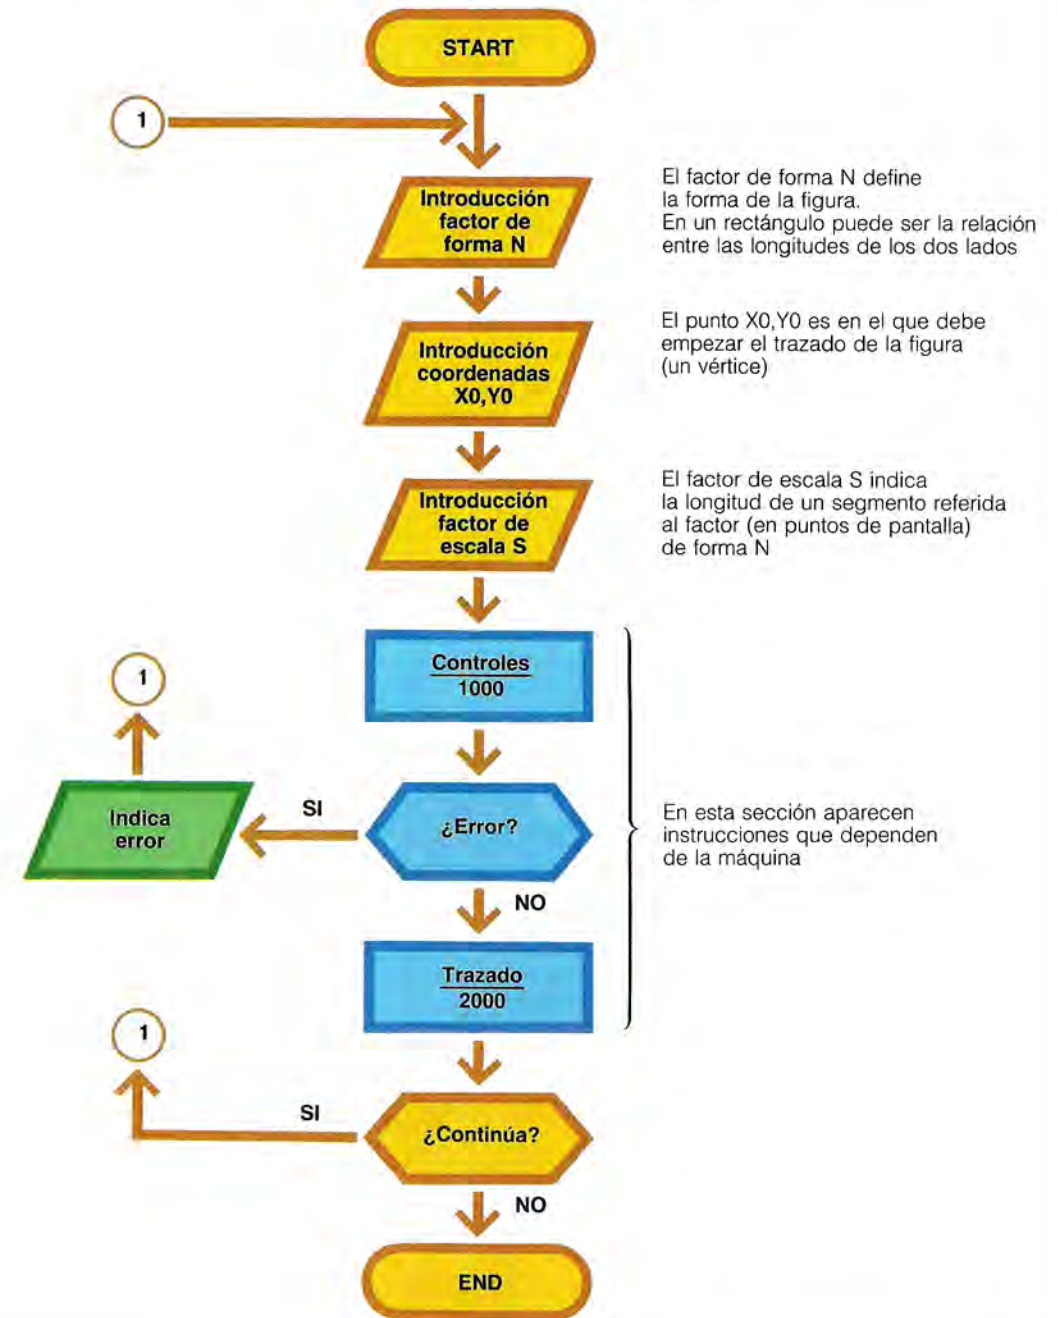 START
1
Introducción
factor de
forma N
El factor de forma N define
la forma de la figura.
En un rectángulo puede ser la relación
entre las longitudes de los dos lados
Introducción
coordenadas
X0,Y0
El punto X0,Y0 es en el que debe
empezar el trazado de la figura
(un vértice)
Introducción
factor de
escala S
El factor de escala S indica
la longitud de un segmento referida
al factor (en puntos de pantalla)
de forma N
Controles
1000
1
Indica
error
SI
¿Error?
En esta sección aparecen
instrucciones que dependen
de la máquina
NO
Trazado
2000
1
SI
¿Continúa?
NO
END